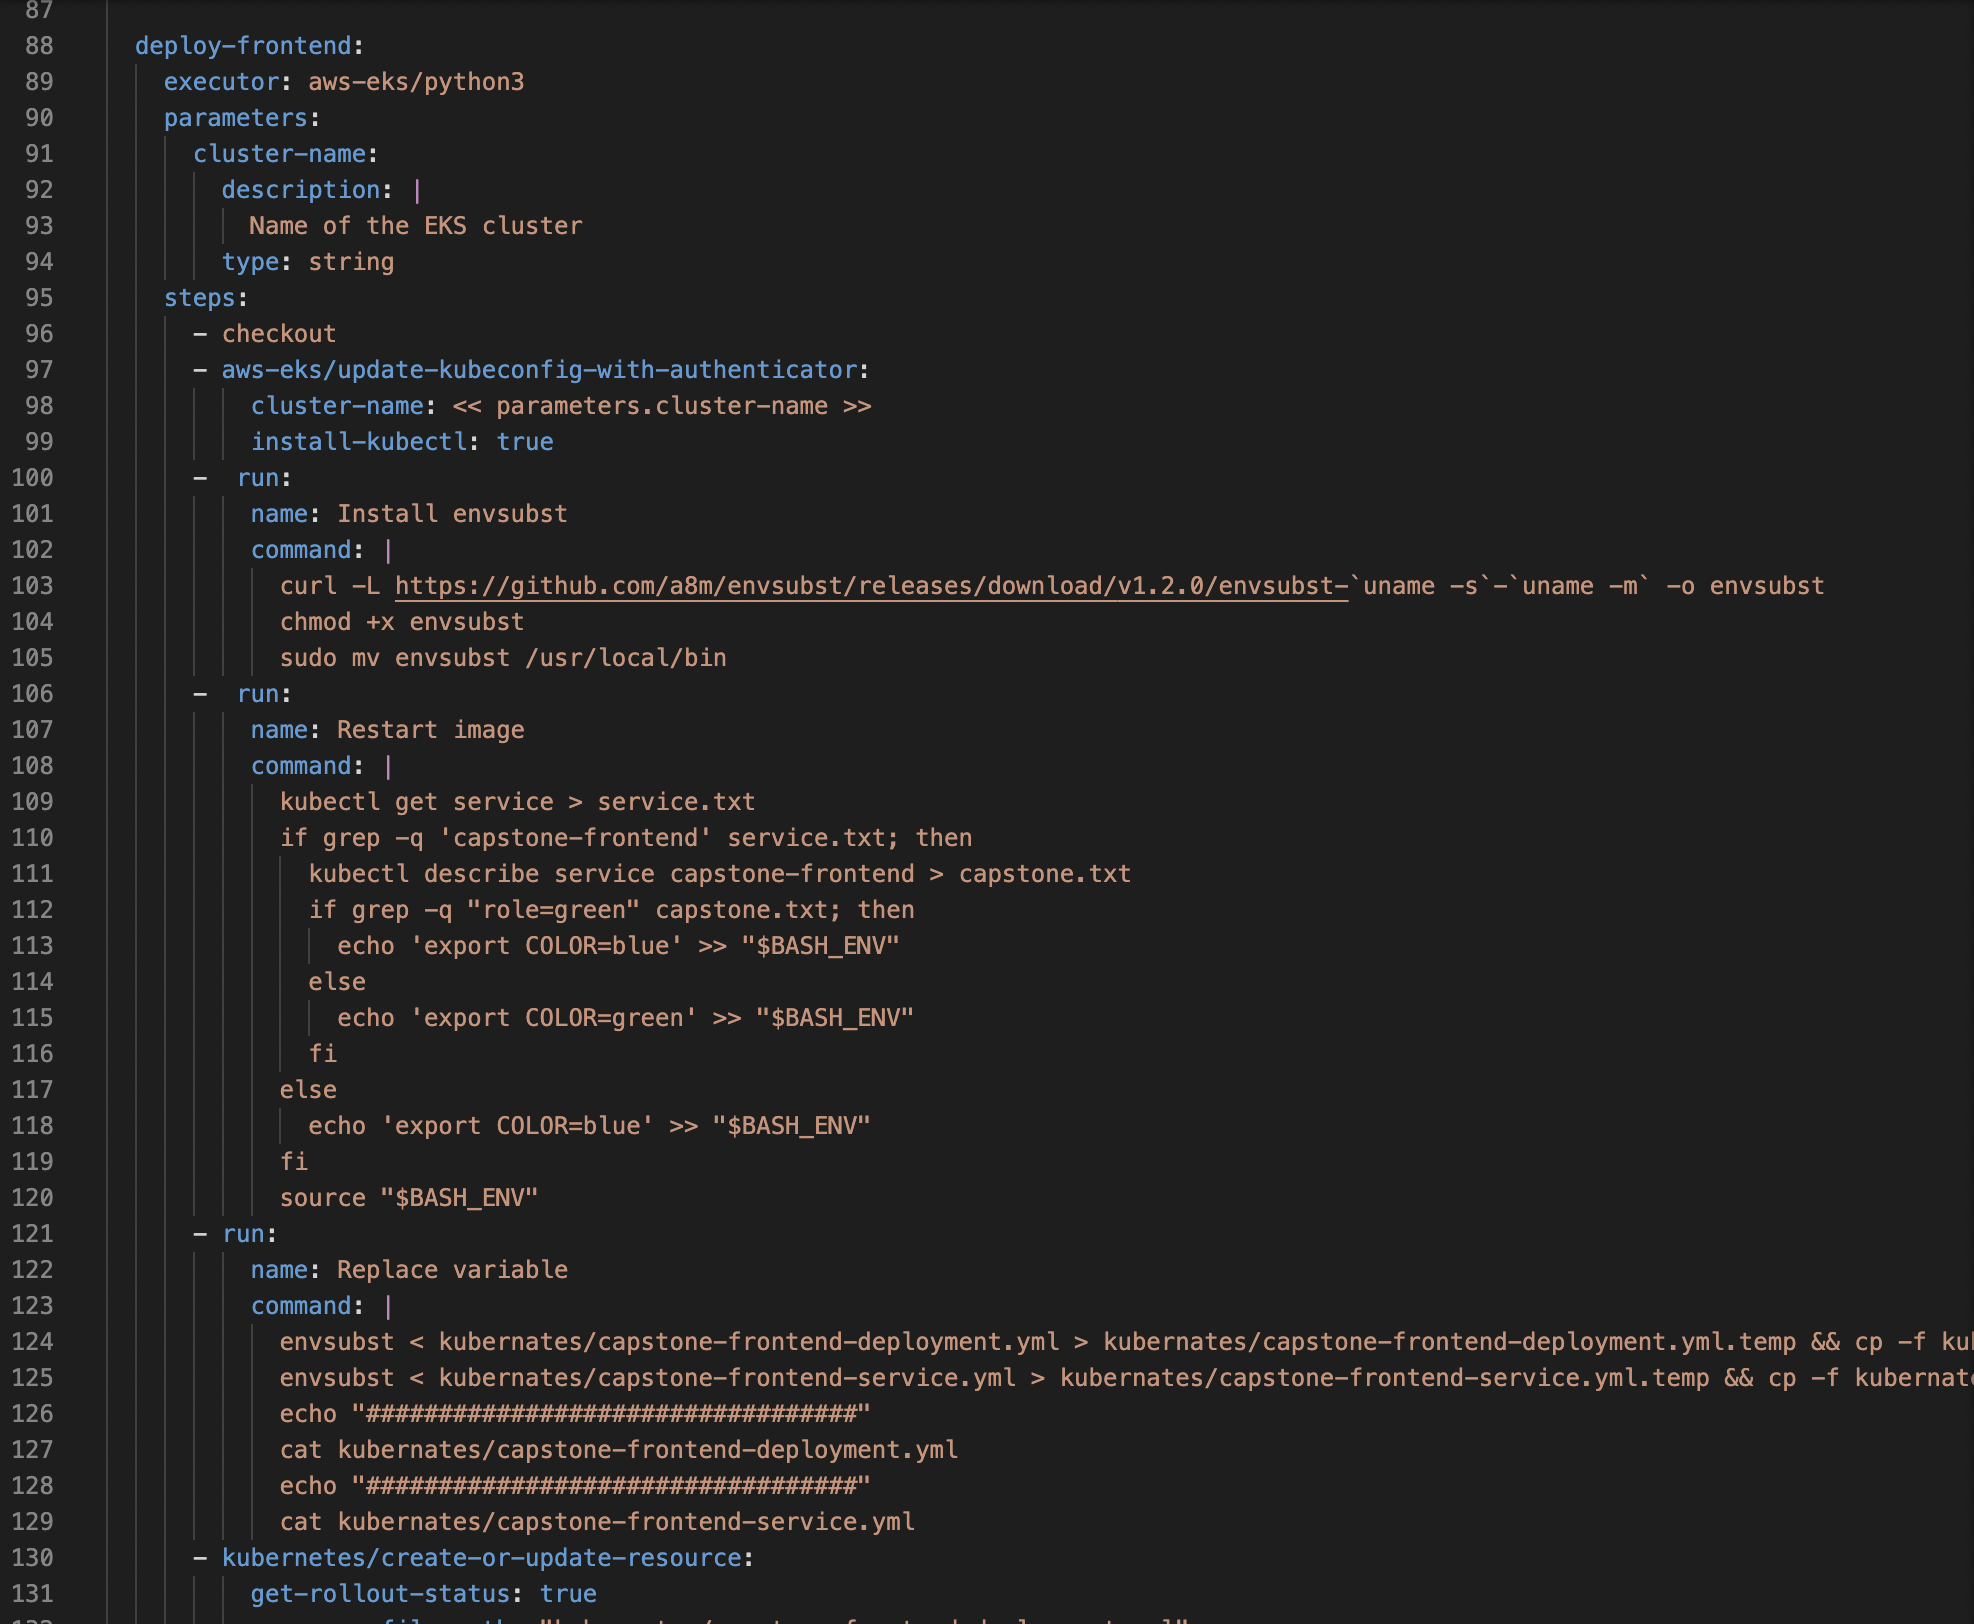 87
88 deploy-frontend:
89 executor: aws-eks/python3
90 parameters:
91 cluster-name:
92 description: |
93 Name of the EKS cluster
94 type: string
95 steps:
96 - checkout
97 - aws-eks/update-kubeconfig-with-authenticator:
98 cluster-name: << parameters.cluster-name >>
99 install-kubectl: true
100 - run:
101 name: Install envsubst
102 command: |
103 curl -L https://github.com/a8m/envsubst/releases/download/v1.2.0/envsubst-`uname -s`-`uname -m` -o envsubst
104 chmod +x envsubst
105 sudo mv envsubst /usr/local/bin
106 - run:
107 name: Restart image
108 command: |
109 kubectl get service > service.txt
110 if grep -q 'capstone-frontend' service.txt; then
111 kubectl describe service capstone-frontend > capstone.txt
112 if grep -q "role=green" capstone.txt; then
113 echo 'export COLOR=blue' >> "$BASH_ENV"
114 else
115 echo 'export COLOR=green' >> "$BASH_ENV"
116 fi
117 else
118 echo 'export COLOR=blue' >> "$BASH_ENV"
119 fi
120 source "$BASH_ENV"
121 - run:
122 name: Replace variable
123 command: |
124 envsubst < kubernates/capstone-frontend-deployment.yml > kubernates/capstone-frontend-deployment.yml.temp && cp -f
125 envsubst < kubernates/capstone-frontend-service.yml > kubernates/capstone-frontend-service.yml.temp && cp -f
126 echo "##################################"
127 cat kubernates/capstone-frontend-deployment.yml
128 echo "##################################"
129 cat kubernates/capstone-frontend-service.yml
130 - kubernetes/create-or-update-resource:
131 get-rollout-status: true